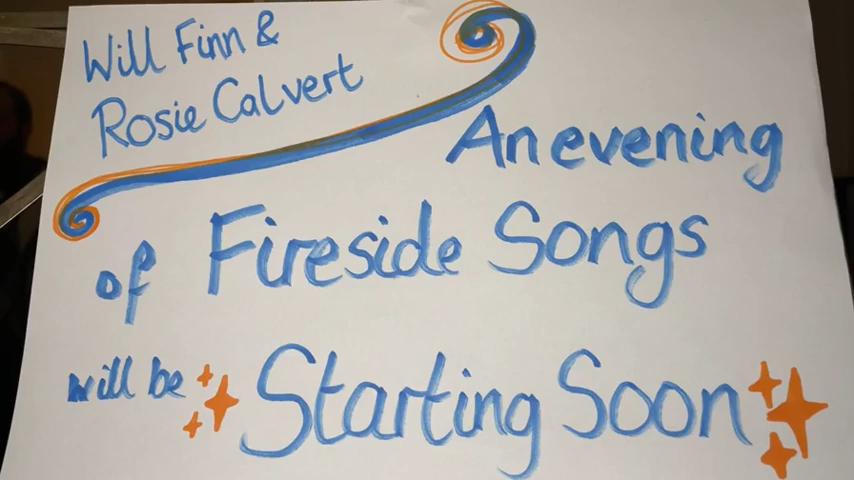 Will Finn &
Rosie Calvert
An evening
of Fireside Songs
will be Starting Soon